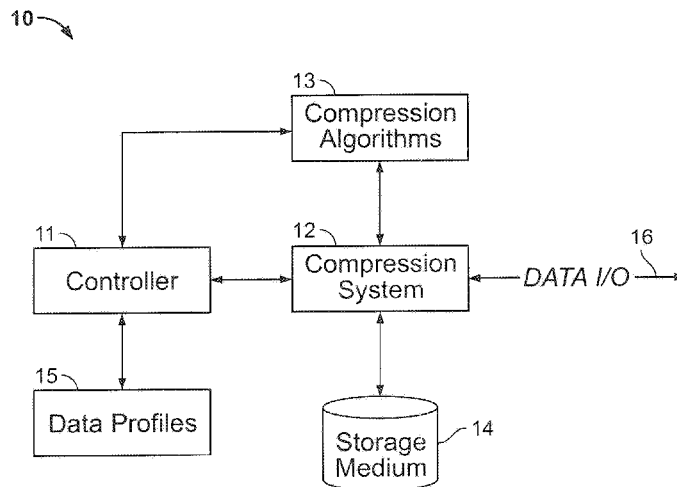 10
13
Compression
Algorithms
11
Controller
12
Compression
System
16
DATA I/O
15
Data Profiles
Storage
Medium
14